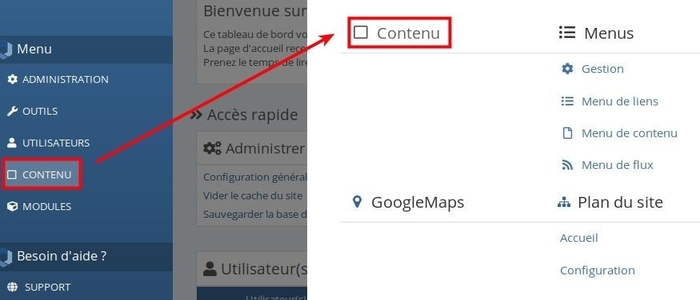 Menu
ADMINISTRATION
OUTILS
UTILISATEURS
CONTENU
MODULES
Besoin d'aide ?
SUPPORT
Bienvenue sur
Ce tableau de bord vo
La page d'accueil rece
Prenez le temps de lire
Accès rapide
Administrer
Configuration général
Vider le cache du site
Sauvegarder la base d
Utilisateur(s
Utilisateur(s)
Contenu
Menus
Gestion
Menu de liens
Menu de contenu
Menu de flux
GoogleMaps
Plan du site
Accueil
Configuration